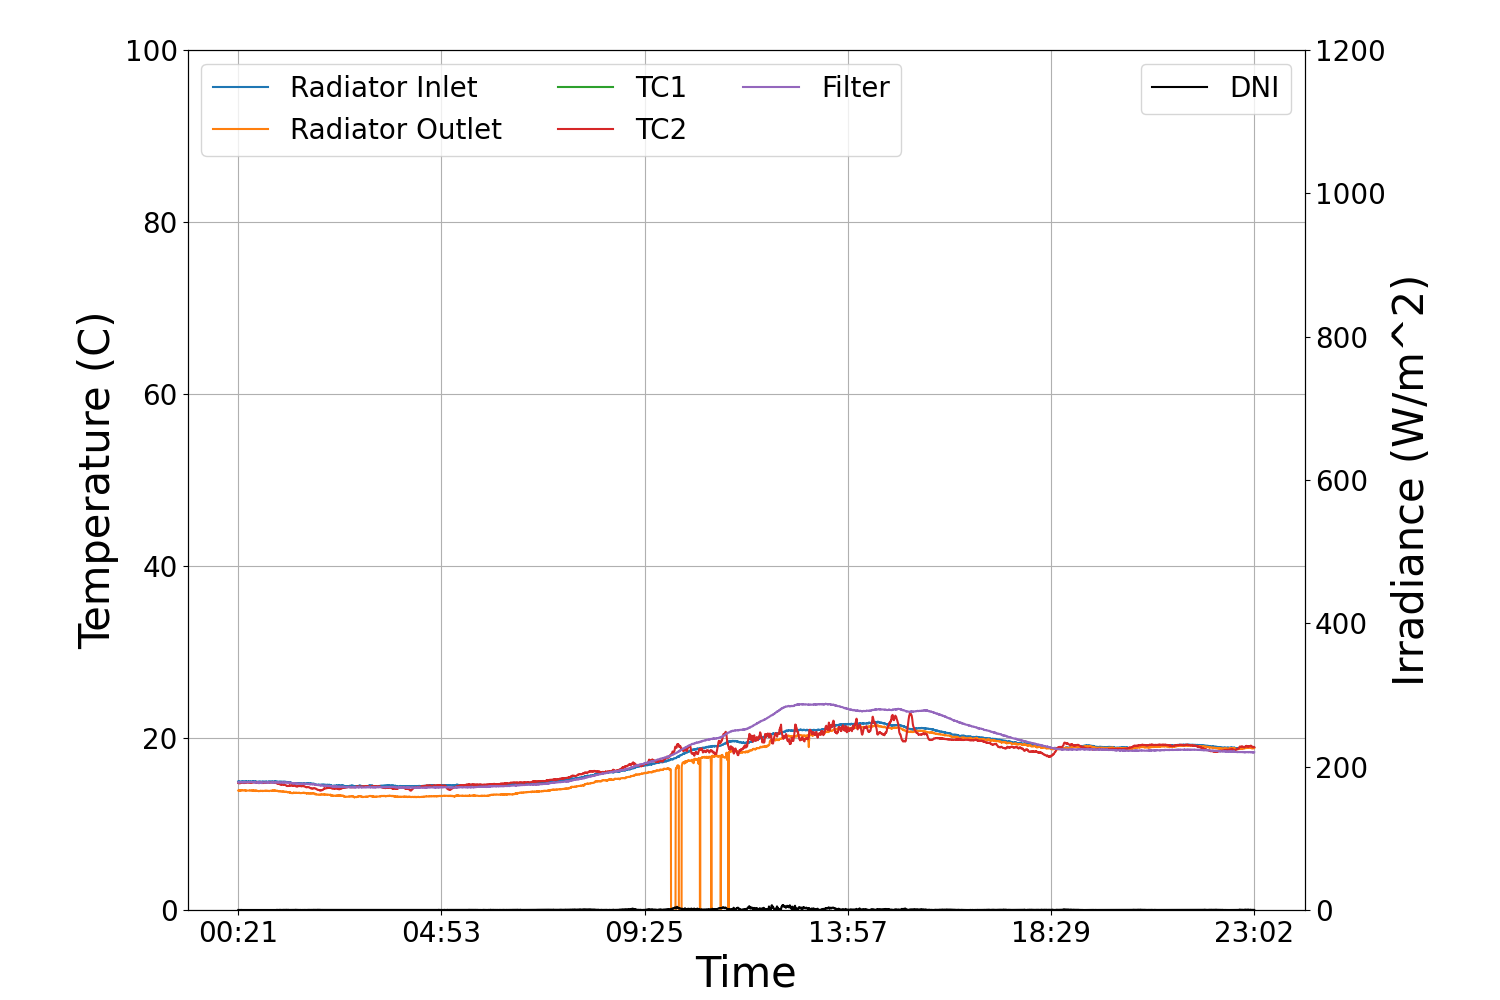 Radiator Inlet
Radiator Outlet
TC1
TC2
Filter
DNI
Temperature (C)
100
80
60
40
20
0
Irradiance (W/m^2)
1200
1000
800
600
400
200
0
00:21 04:53 09:25 13:57 18:29 23:02
Time